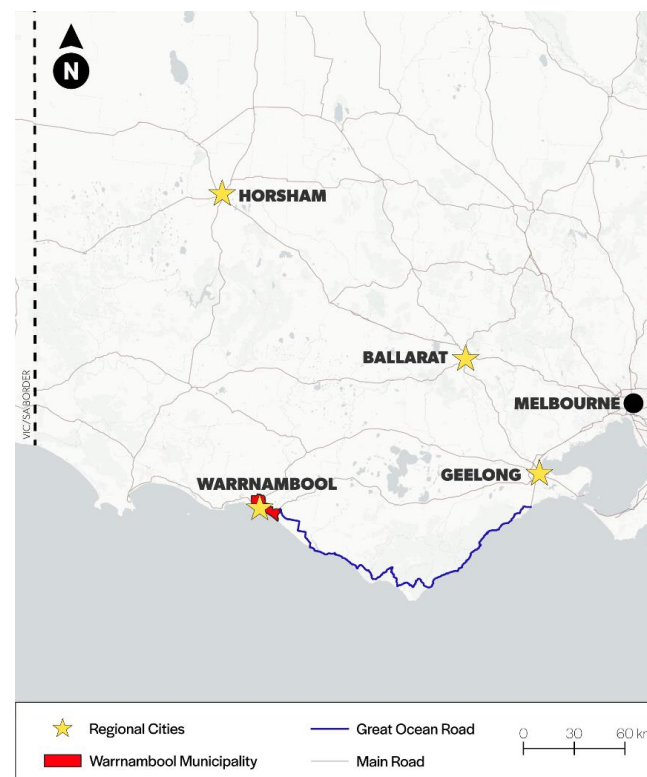 N
HORSHAM
BALLARAT
MELBOURNE
VIC/SA BORDER
GEELONG
WARRNAMBOOL
Regional Cities
Great Ocean Road
0 30 60 km
Warrnambool Municipality
Main Road